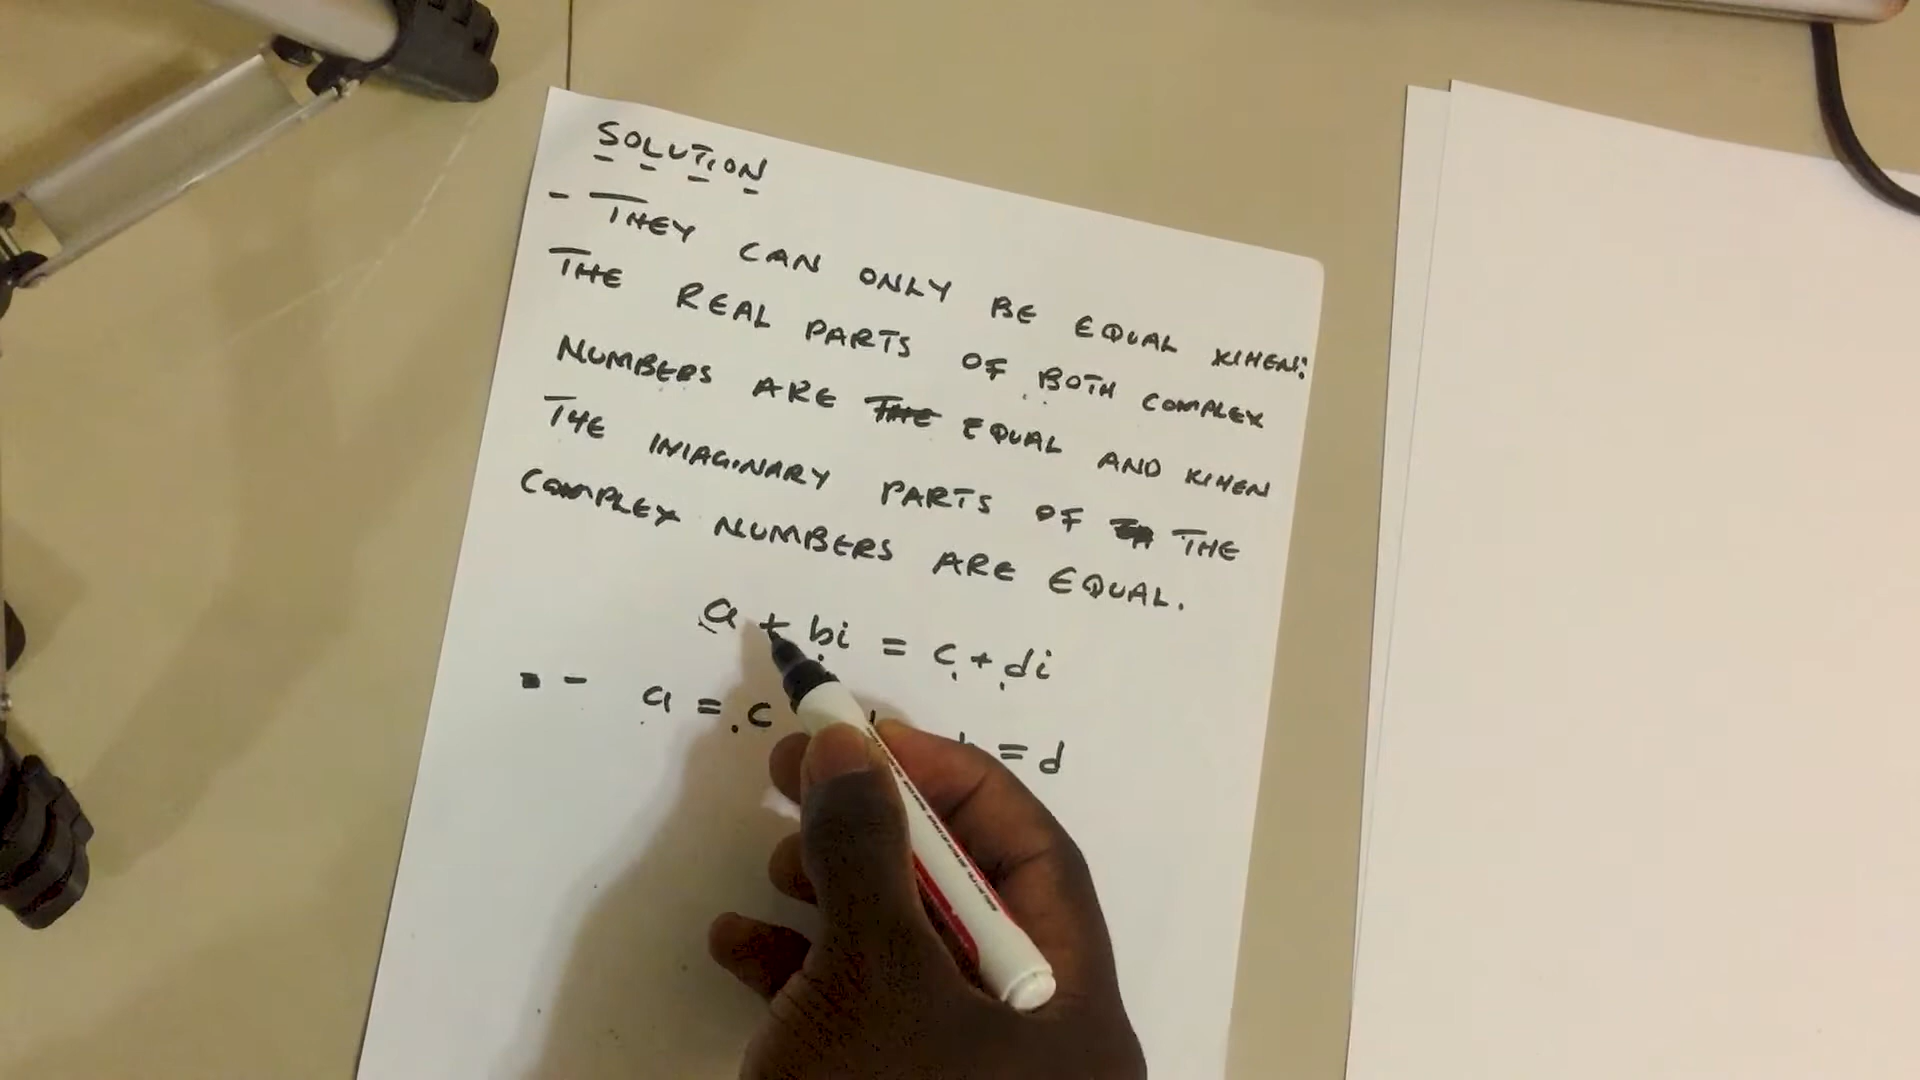 SOLUTION
- THEY CAN ONLY BE EQUAL WHEN:
THE REAL PARTS OF BOTH COMPLEX
NUMBERS ARE THE EQUAL AND WHEN
THE IMAGINARY PARTS OF THE
COMPLEX NUMBERS ARE EQUAL.
a + bi = c + di
- a = c = d